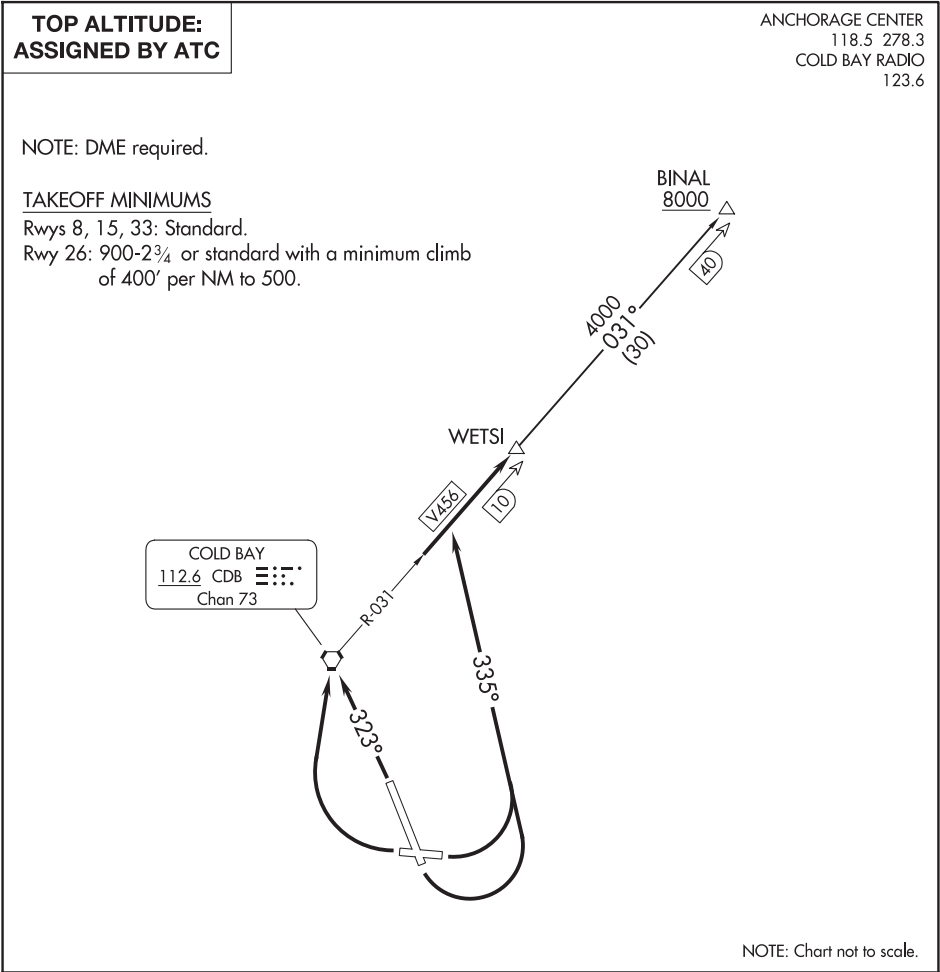 TOP ALTITUDE:
ASSIGNED BY ATC
ANCHORAGE CENTER
118.5 278.3
COLD BAY RADIO
123.6
NOTE: DME required.
TAKEOFF MINIMUMS
Rwys 8, 15, 33: Standard.
Rwy 26: 900-2¾ or standard with a minimum climb
of 400' per NM to 500.
BINAL
8000
40
4000
031°
(30)
WETSI
V456
10
COLD BAY
112.6 CDB
Chan 73
R-031
335°
323°
NOTE: Chart not to scale.